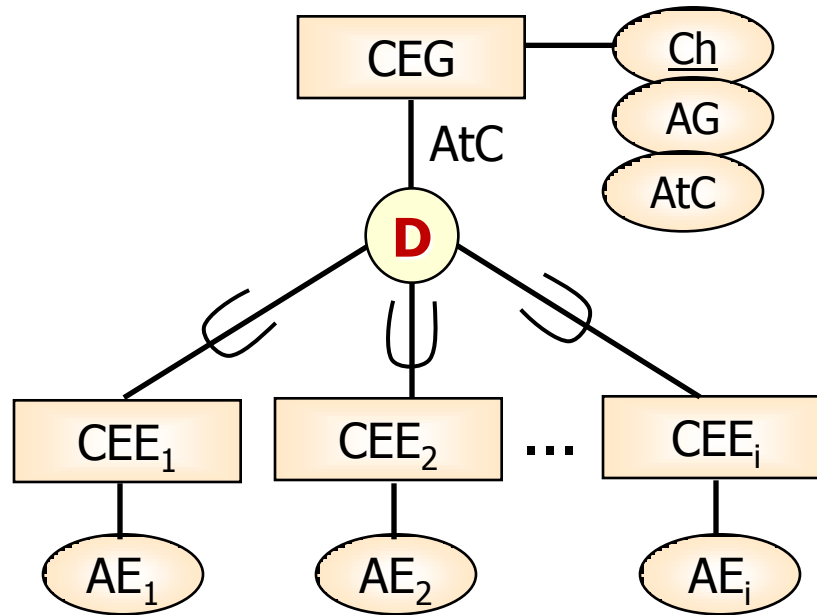 CEG
Ch
AG
AtC
AtC
D
CEE₁
CEE₂
...
CEEᵢ
AE₁
AE₂
AEᵢ